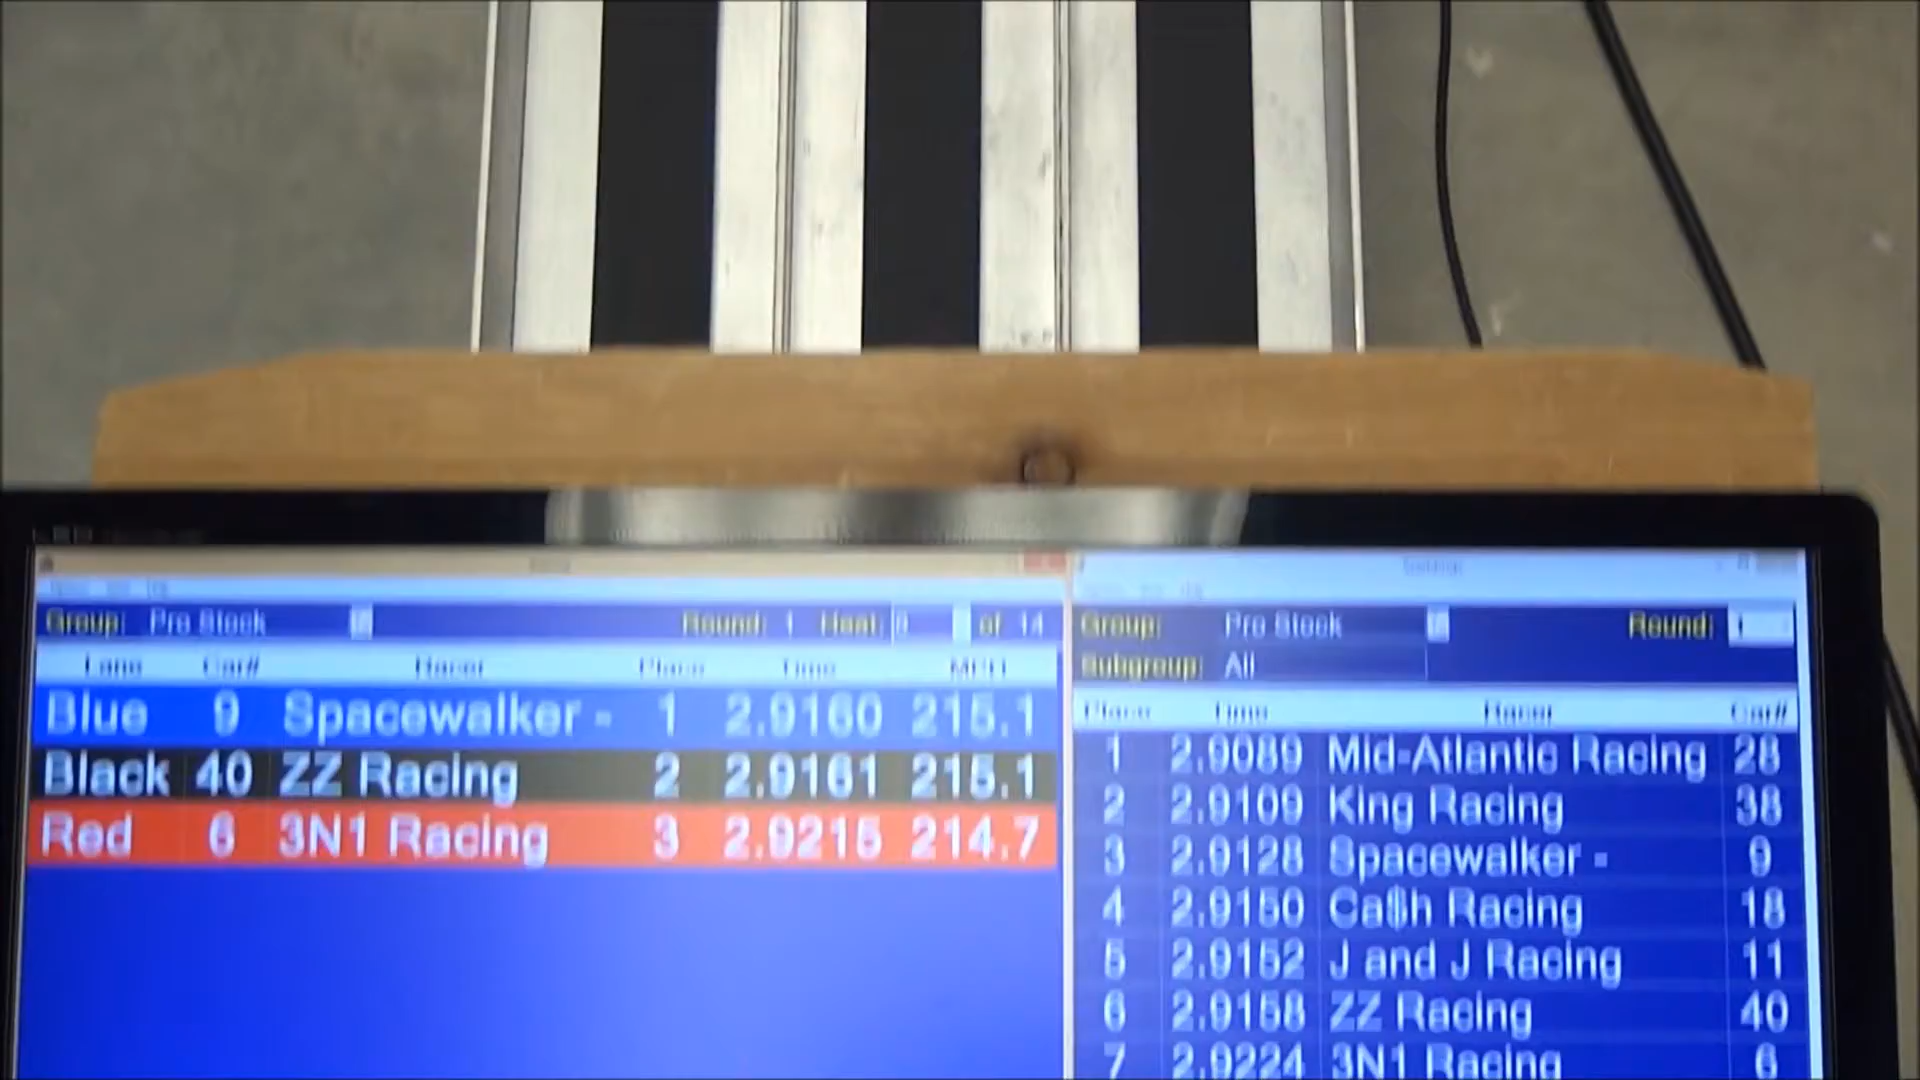 Group: Pro Stock Round: 1 Heat: of 14
Lane Car# Racer Place Time MPH
Blue 9 Spacewalker - 1 2.9160 215.1
Black 40 ZZ Racing 2 2.9161 215.1
Red 6 3N1 Racing 3 2.9215 214.7
Group: Pro Stock Round: 1
Subgroup: All
Place Time Racer Car#
1 2.9089 Mid-Atlantic Racing 28
2 2.9109 King Racing 38
3 2.9128 Spacewalker - 9
4 2.9150 Ca$h Racing 18
5 2.9152 J and J Racing 11
6 2.9158 ZZ Racing 40
7 2.9224 3N1 Racing 6